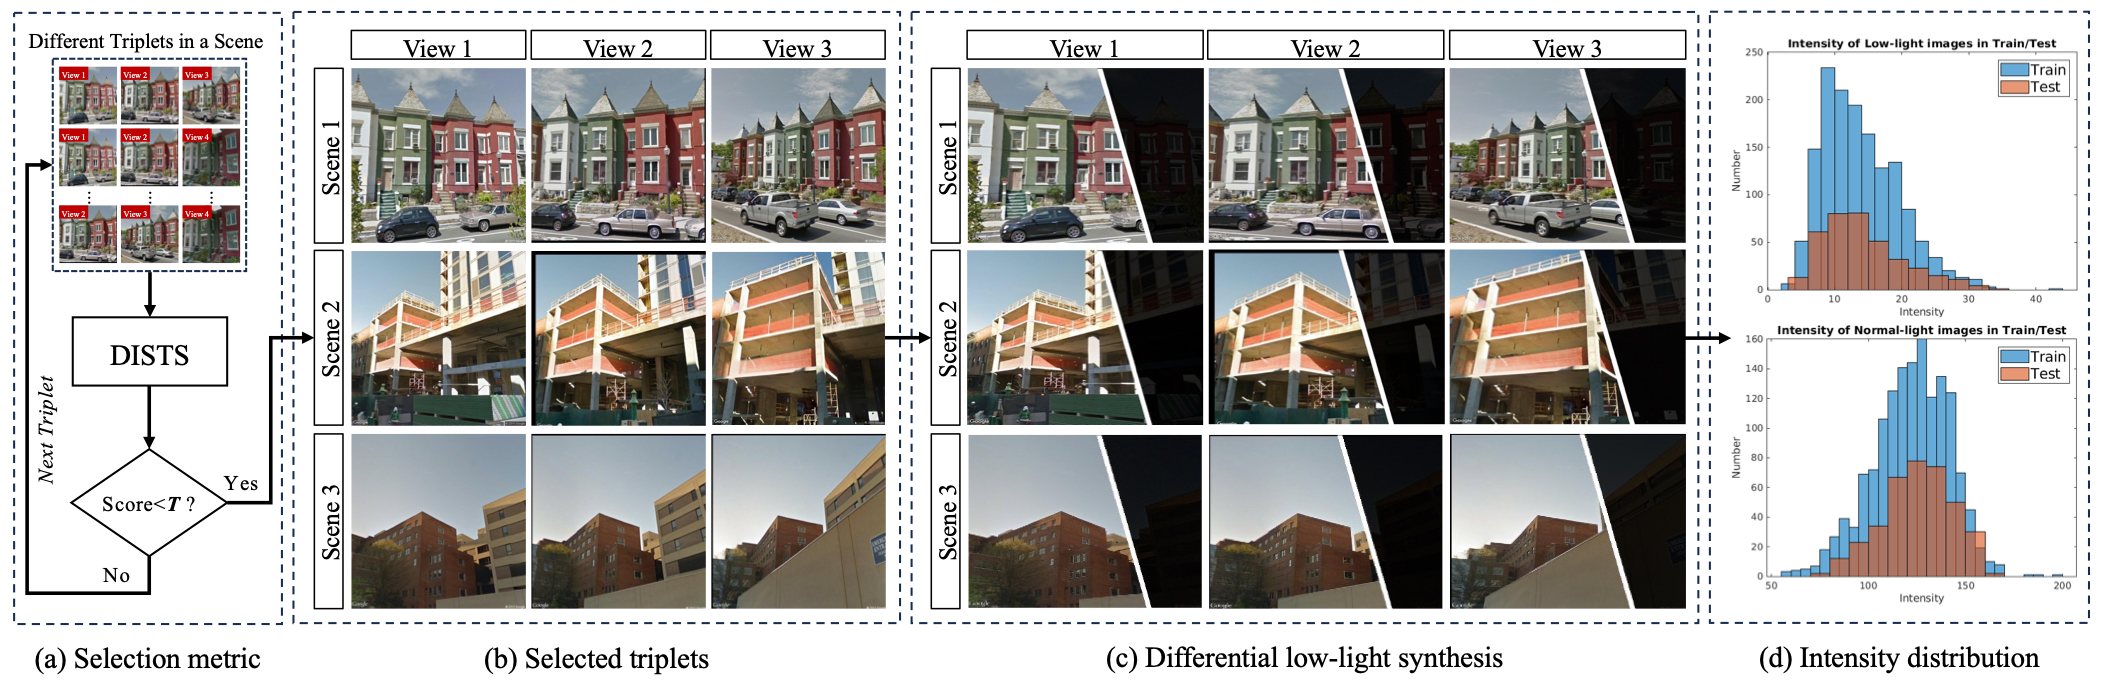 Different Triplets in a Scene
View 1 View 2 View 3
View 1 View 2 View 4
View 2 View 3 View 4
DISTS
Score<T ?
Yes
No
Next Triplet
(a) Selection metric
View 1 View 2 View 3
Scene 1
Scene 2
Scene 3
Google
(b) Selected triplets
View 1 View 2 View 3
Scene 1
Scene 2
Scene 3
(c) Differential low-light synthesis
Intensity of Low-light images in Train/Test
Train
Test
250
200
150
100
50
0
Number
0 10 20 30 40
Intensity
Intensity of Normal-light images in Train/Test
Train
Test
160
140
120
100
80
60
40
20
0
Number
50 100 150 200
Intensity
(d) Intensity distribution